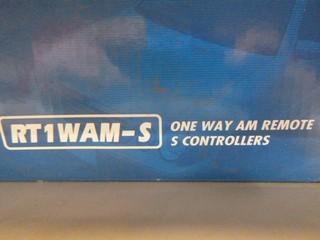 RT1WAM-S
ONE WAY AM REMOTE
S CONTROLLERS